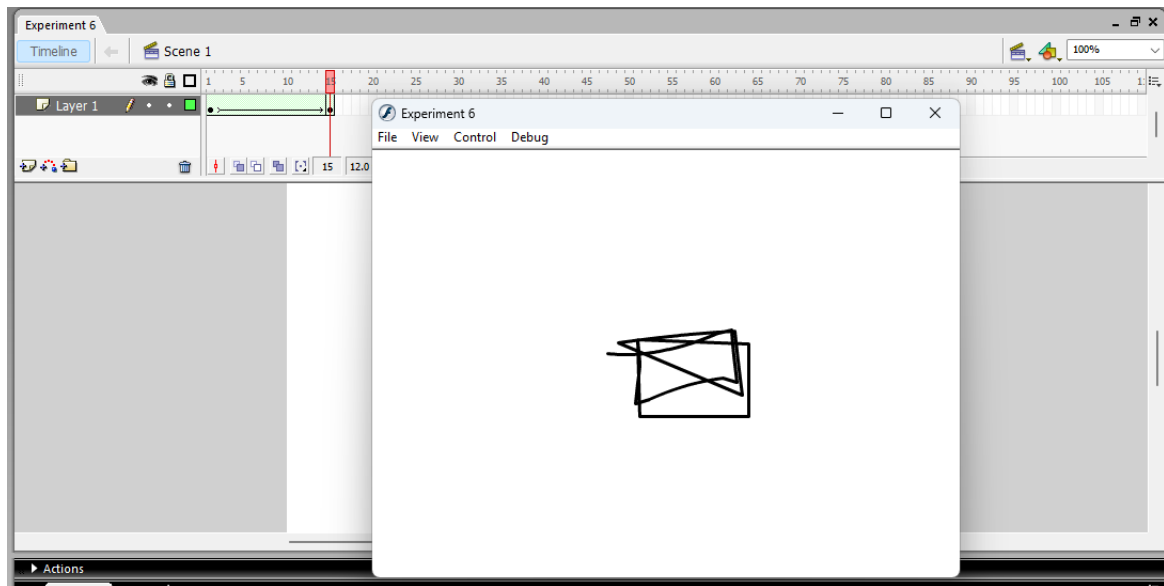 Experiment 6
Timeline Scene 1 100%
1 5 10 15 20 25 30 35 40 45 50 55 60 65 70 75 80 85 90 95 100 105
Layer 1
Experiment 6
File View Control Debug
15 12.0
Actions